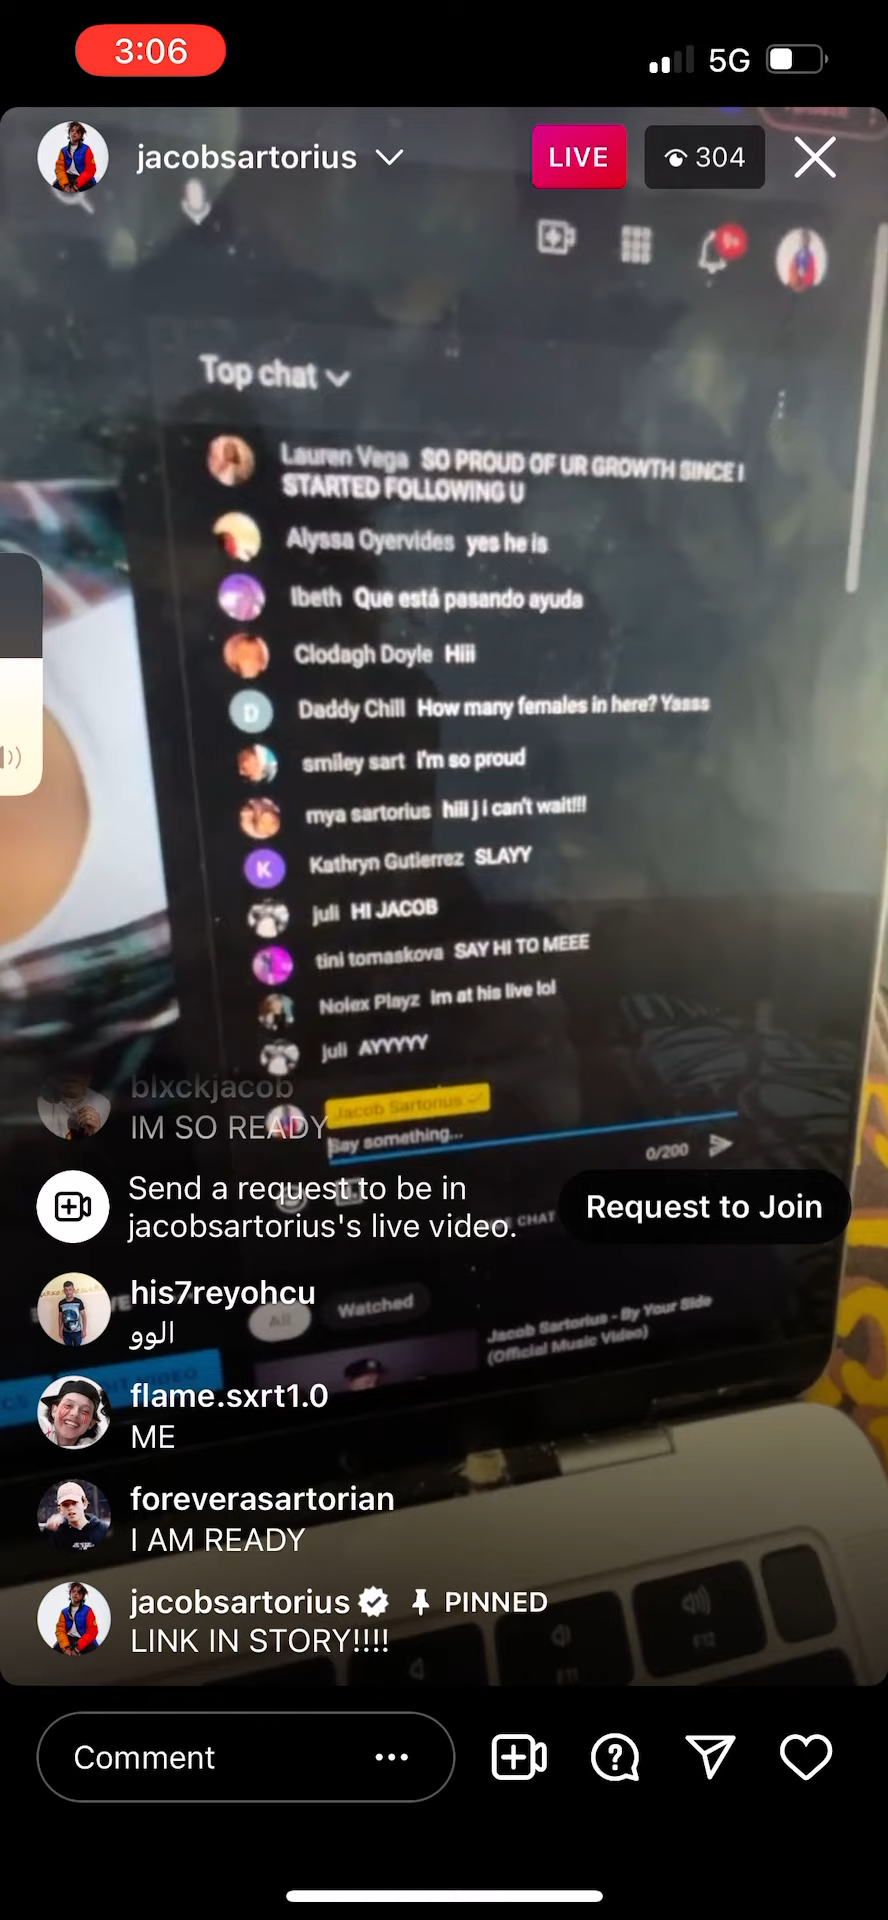 3:06
5G
jacobsartorius
LIVE
304
9+
Top chat
Lauren Vega SO PROUD OF UR GROWTH SINCE I
STARTED FOLLOWING U
Alyssa Oyervides yes he is
Ibeth Que está pasando ayuda
Clodagh Doyle Hiii
D
Daddy Chill How many females in here? Yasss
smiley sart I'm so proud
mya sartorius hiii j i can't wait!!!
K
Kathryn Gutierrez SLAYY
juli HI JACOB
tini tomaskova SAY HI TO MEEE
Nolex Playz Im at his live lol
juli AYYYYY
blxckjacob
Jacob Sartorius
IM SO READY
Say something...
0/200
Send a request to be in
jacobsartorius's live video.
CHAT
Request to Join
his7reyohcu
الوو
All
Watched
Jacob Sartorius - By Your Side
(Official Music Video)
VIDEO
flame.sxrt1.0
ME
foreverasartorian
I AM READY
jacobsartorius PINNED
LINK IN STORY!!!!
F11
F12
Comment